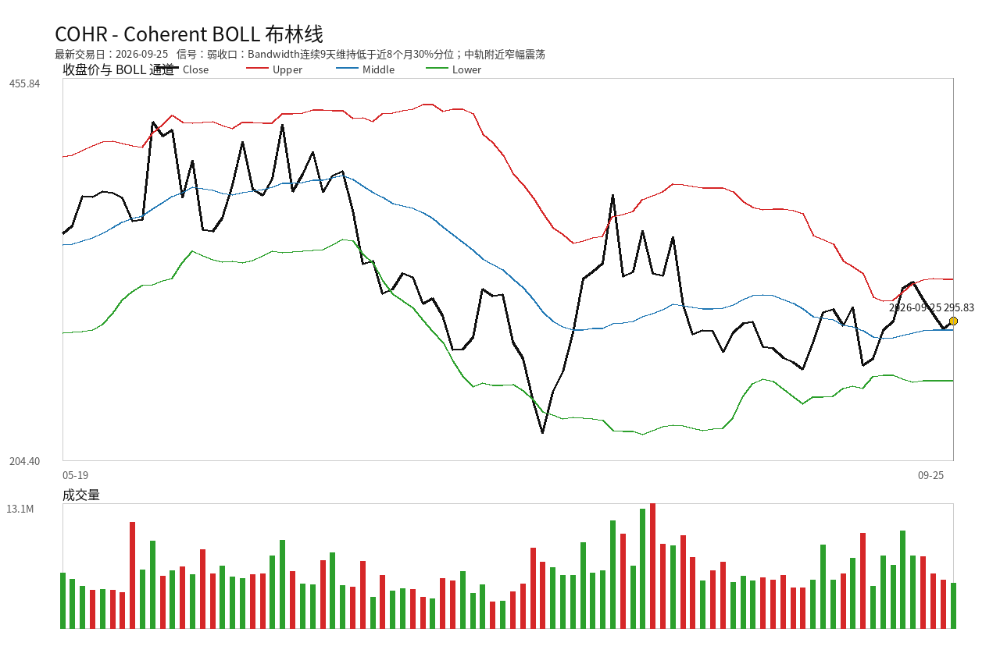 COHR - Coherent BOLL 布林线
最新交易日：2026-09-25 信号：弱收口：Bandwidth连续9天维持低于近8个月30%分位；中轨附近窄幅震荡
收盘价与 BOLL 通道 Close Upper Middle Lower
455.84
2026-09-25 295.83
204.40
05-19 09-25
成交量
13.1M